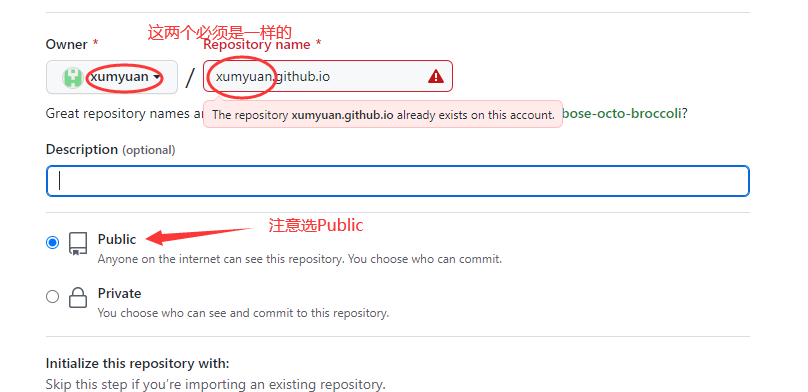 这两个必须是一样的
Owner * Repository name *
xumyuan / xumyuan.github.io
Great repository names a
The repository xumyuan.github.io already exists on this account.
bose-octo-broccoli?
Description (optional)
注意选Public
Public
Anyone on the internet can see this repository. You choose who can commit.
Private
You choose who can see and commit to this repository.
Initialize this repository with:
Skip this step if you're importing an existing repository.